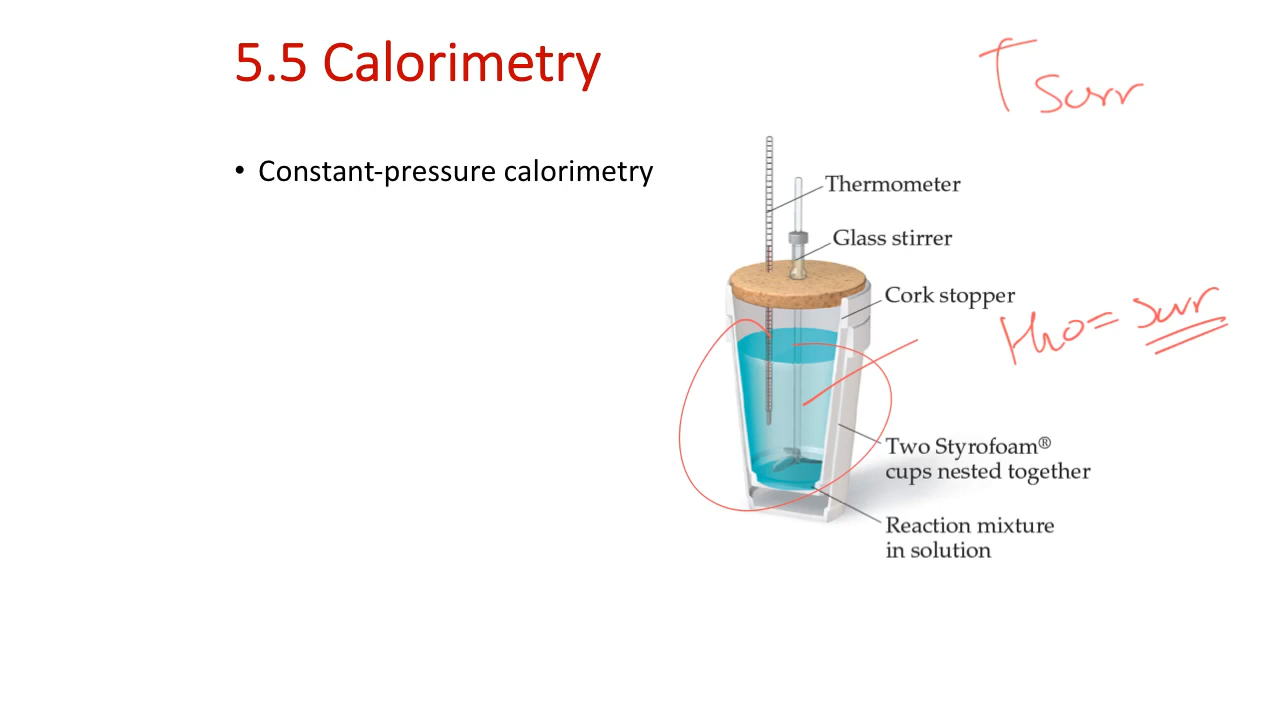 5.5 Calorimetry
T surr
• Constant-pressure calorimetry
Thermometer
Glass stirrer
Cork stopper
H₂O = surr
Two Styrofoam®
cups nested together
Reaction mixture
in solution